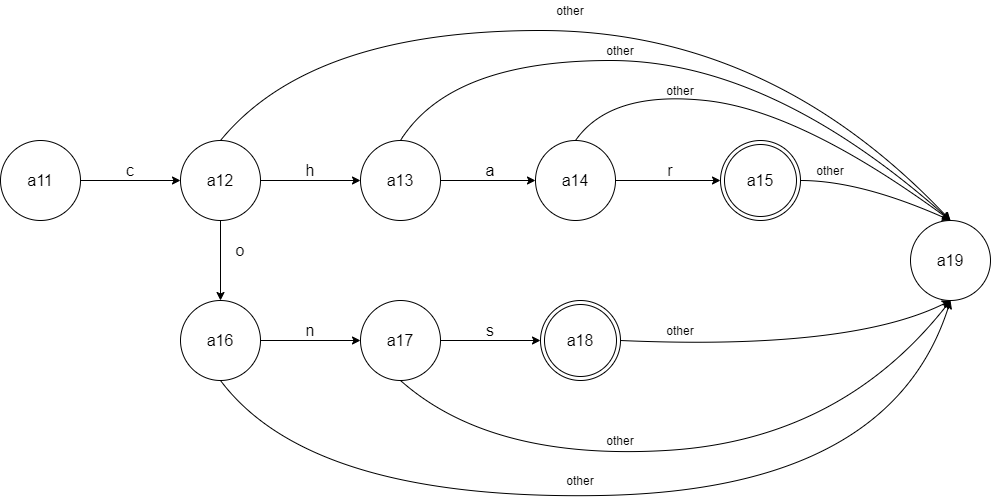 other
other
other
a11
c
a12
h
a13
a
a14
r
a15
other
o
a19
a16
n
a17
s
a18
other
other
other